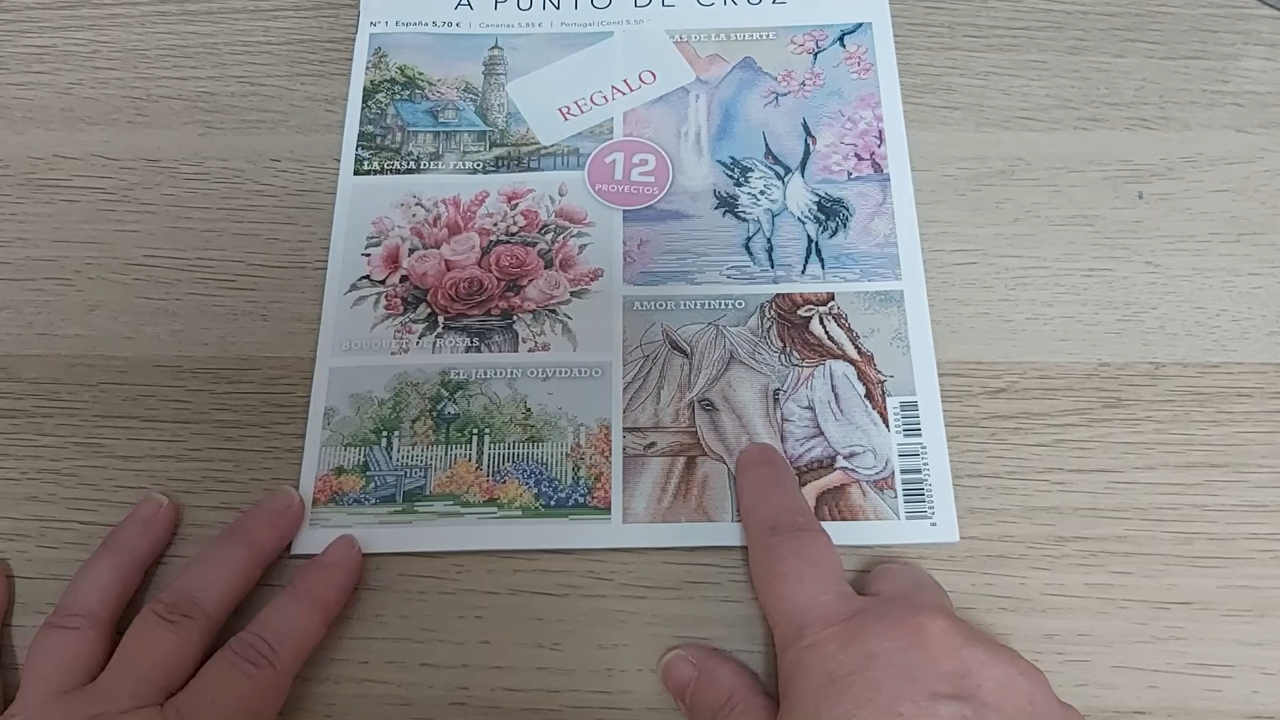 A PUNTO DE CRUZ
Nº 1 España 5,70 € | Canarias 5,85 € | Portugal (Cont) 5,50
REGALO
DE LA SUERTE
LA CASA DEL FARO
12
PROYECTOS
BOUQUET DE ROSAS
AMOR INFINITO
EL JARDÍN OLVIDADO
00001